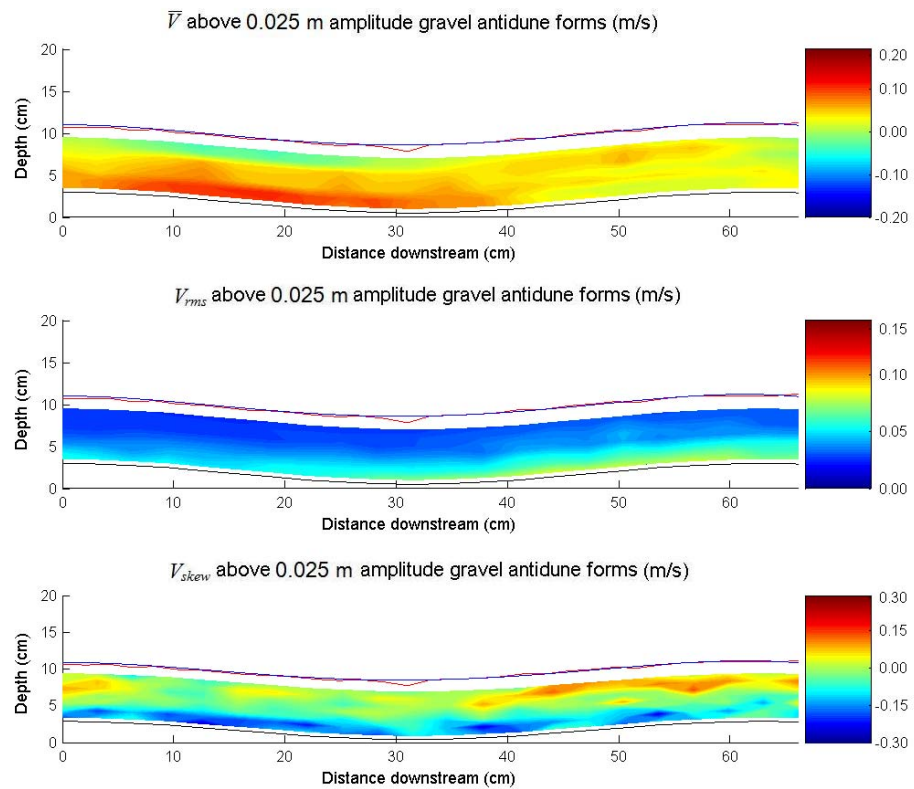 V̅ above 0.025 m amplitude gravel antidune forms (m/s)
20
15
10
5
0
Depth (cm)
0 10 20 30 40 50 60
Distance downstream (cm)
0.20
0.10
0.00
-0.10
-0.20
V_rms above 0.025 m amplitude gravel antidune forms (m/s)
20
15
10
5
0
Depth (cm)
0 10 20 30 40 50 60
Distance downstream (cm)
0.15
0.10
0.05
0.00
V_skew above 0.025 m amplitude gravel antidune forms (m/s)
20
15
10
5
0
Depth (cm)
0 10 20 30 40 50 60
Distance downstream (cm)
0.30
0.15
0.00
-0.15
-0.30